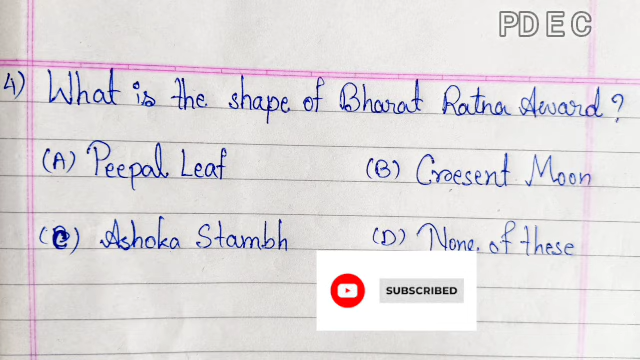 PDEC
4) What is the shape of Bharat Ratna Award?
(A) Peepal Leaf (B) Croesent Moon
(C) Ashoka Stambh (D) None of these
SUBSCRIBED